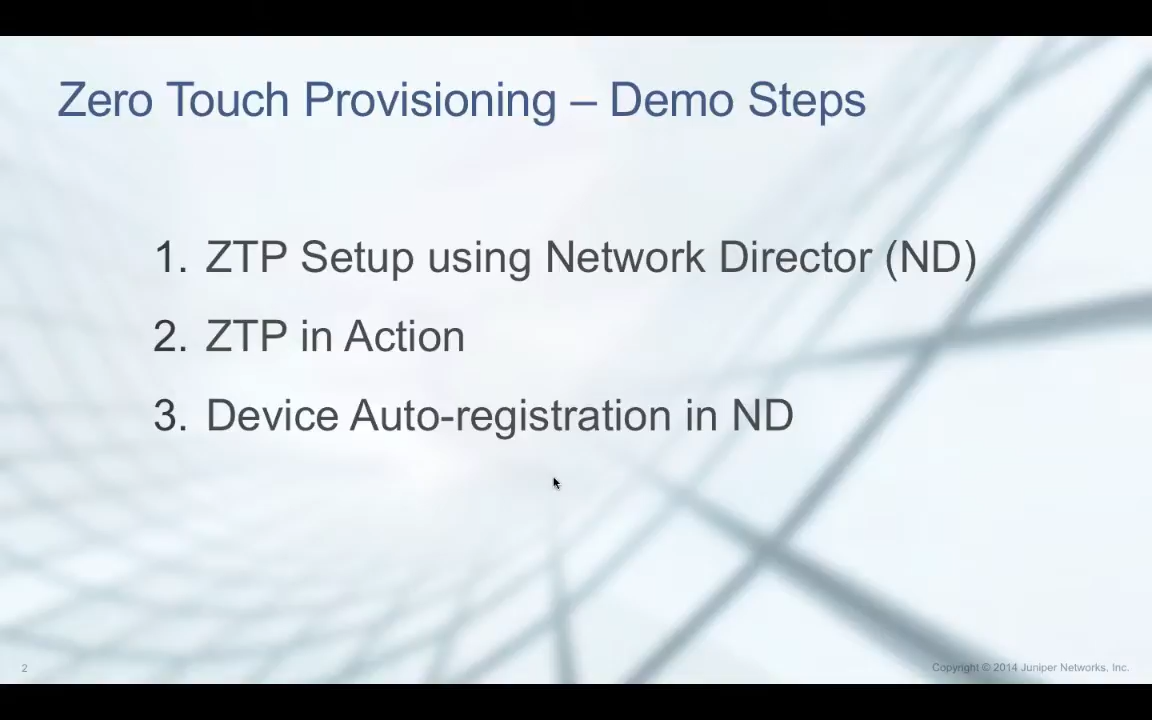 Zero Touch Provisioning – Demo Steps
1. ZTP Setup using Network Director (ND)
2. ZTP in Action
3. Device Auto-registration in ND
2
Copyright © 2014 Juniper Networks, Inc.